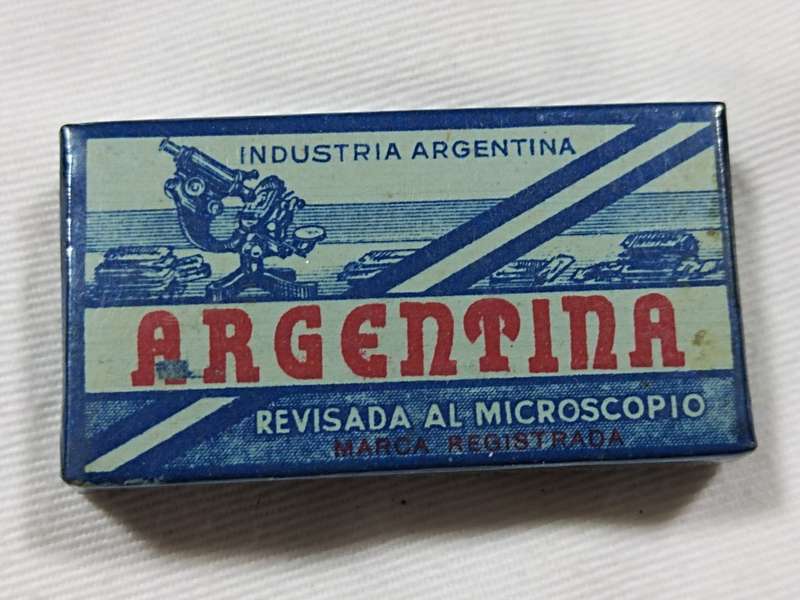 INDUSTRIA ARGENTINA
ARGENTINA
REVISADA AL MICROSCOPIO
MARCA REGISTRADA